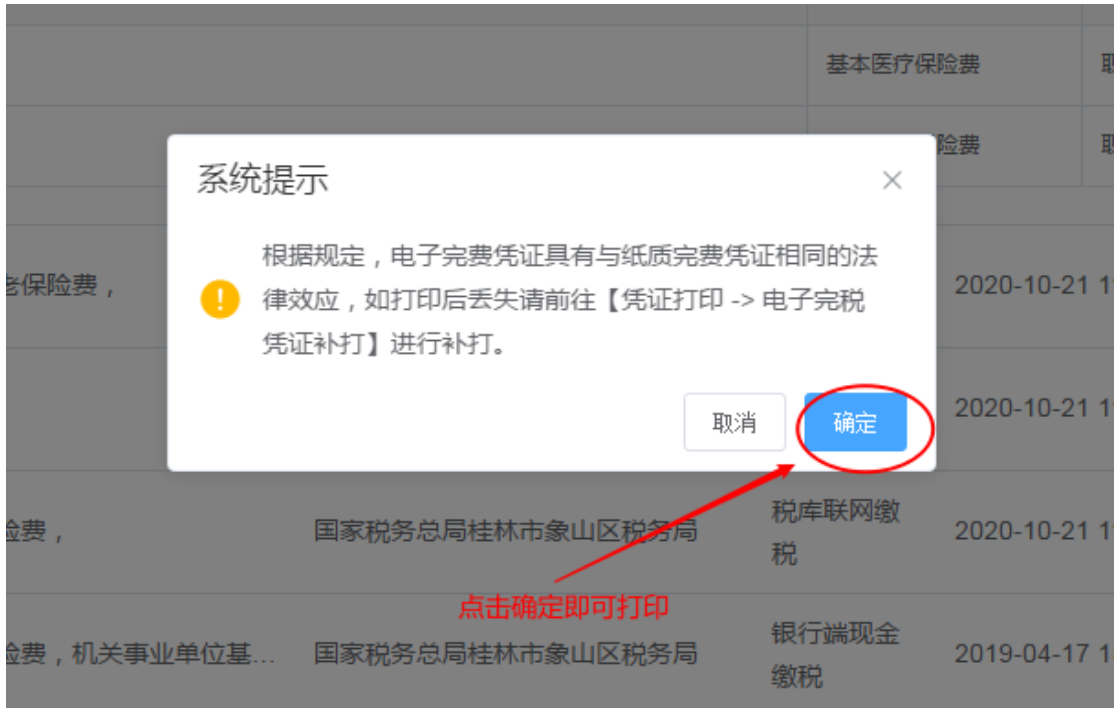 基本医疗保险费
险费
系统提示
根据规定，电子完费凭证具有与纸质完费凭证相同的法
律效应，如打印后丢失请前往【凭证打印 -> 电子完税
凭证补打】进行补打。
取消
确定
老保险费，
2020-10-21 1
2020-10-21 1
险费，
国家税务总局桂林市象山区税务局
税库联网缴
税
2020-10-21 1
点击确定即可打印
险费，机关事业单位基...
国家税务总局桂林市象山区税务局
银行端现金
缴税
2019-04-17 1